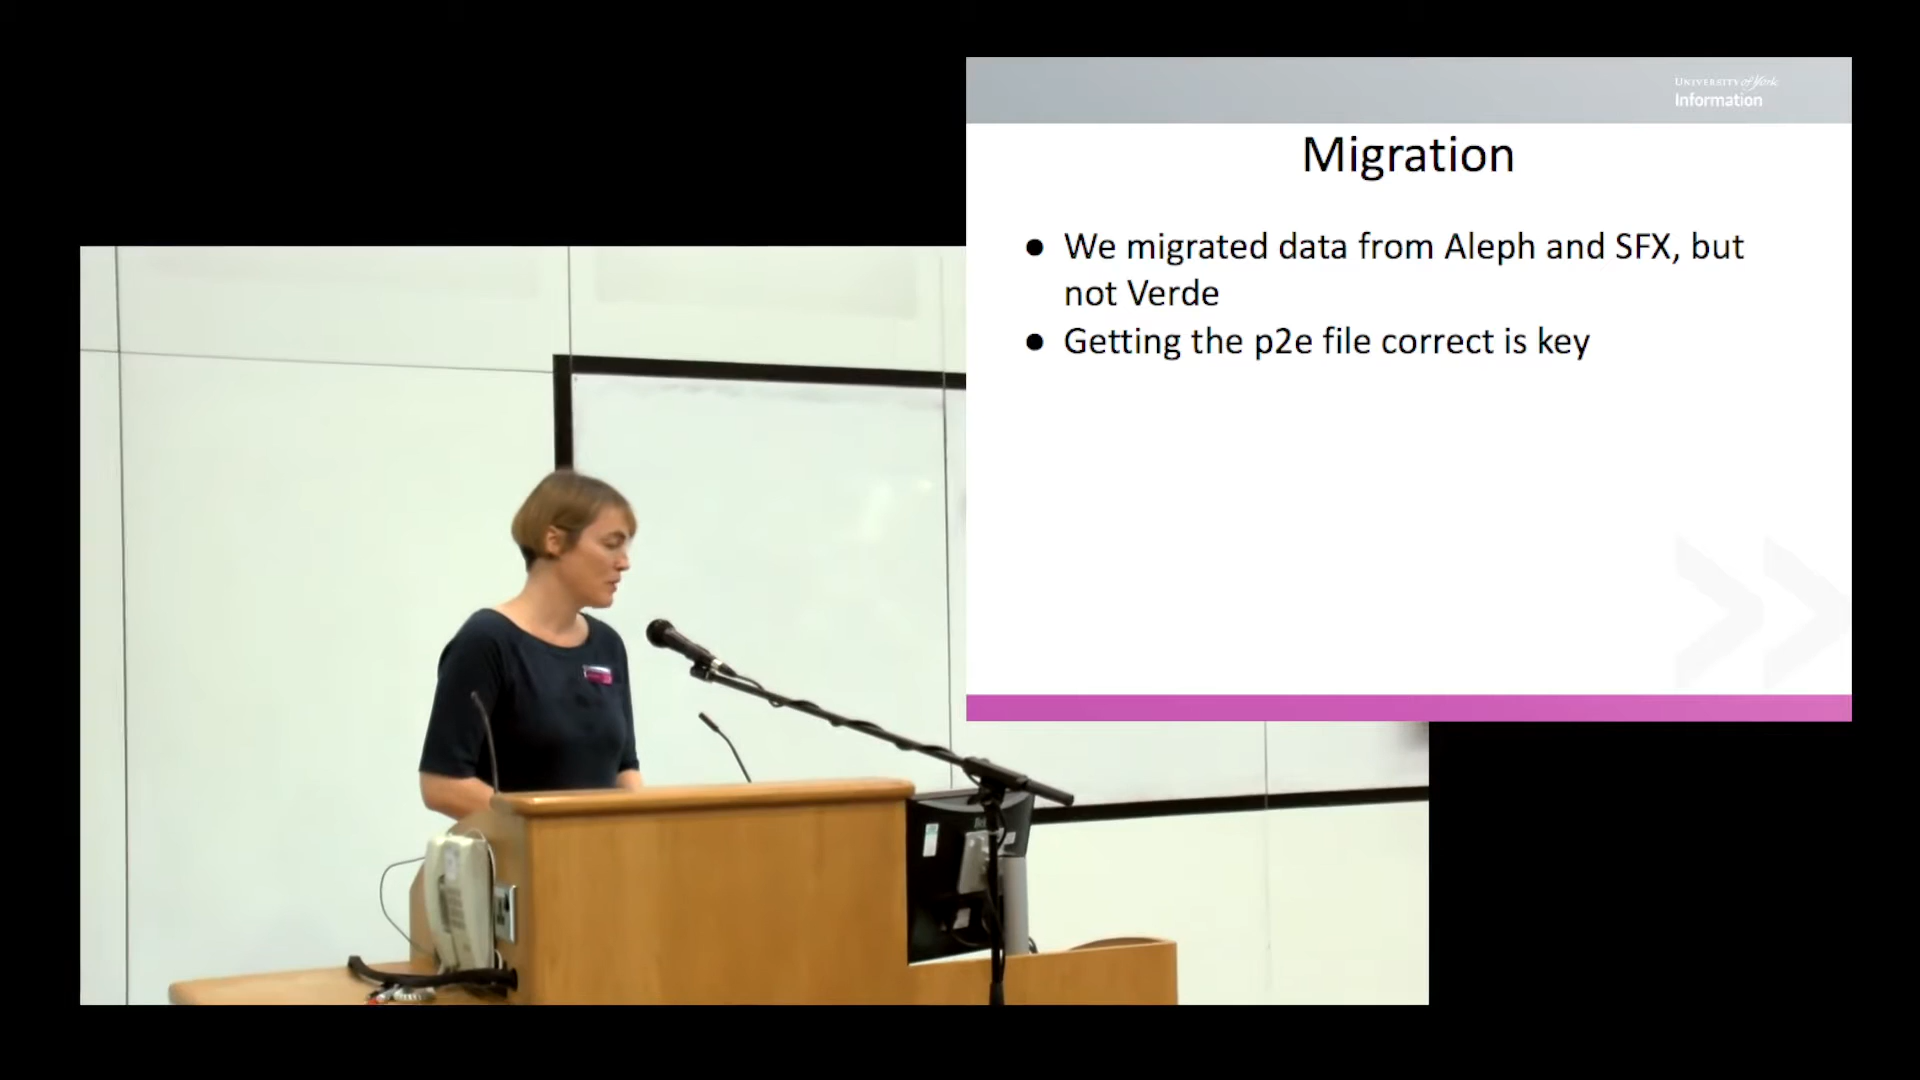 UNIVERSITY of York
Information
Migration
● We migrated data from Aleph and SFX, but
not Verde
● Getting the p2e file correct is key